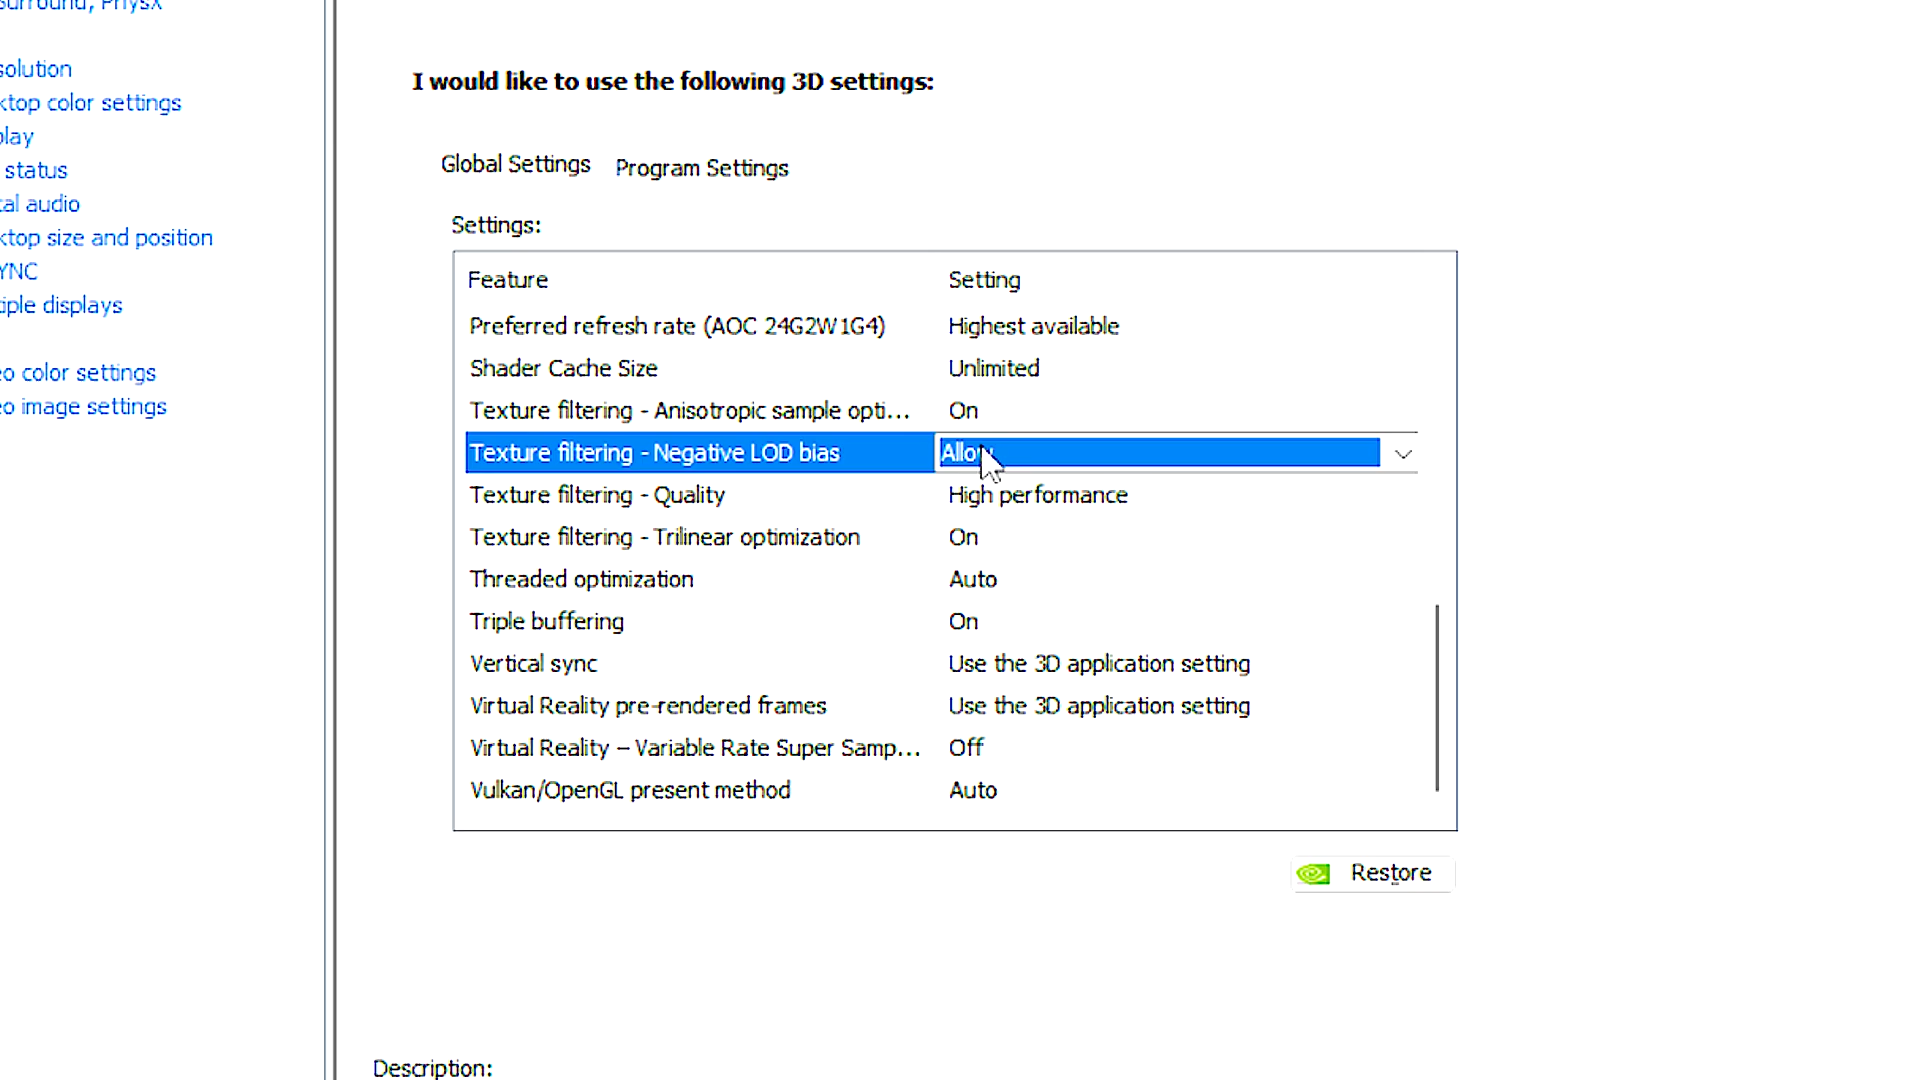 Surround, PhysX
solution
ktop color settings
play
status
tal audio
ktop size and position
YNC
iple displays
eo color settings
eo image settings
I would like to use the following 3D settings:
Global Settings Program Settings
Settings:
Feature Setting
Preferred refresh rate (AOC 24G2W1G4) Highest available
Shader Cache Size Unlimited
Texture filtering - Anisotropic sample opti... On
Texture filtering - Negative LOD bias Allow
Texture filtering - Quality High performance
Texture filtering - Trilinear optimization On
Threaded optimization Auto
Triple buffering On
Vertical sync Use the 3D application setting
Virtual Reality pre-rendered frames Use the 3D application setting
Virtual Reality – Variable Rate Super Samp... Off
Vulkan/OpenGL present method Auto
Restore
Description: